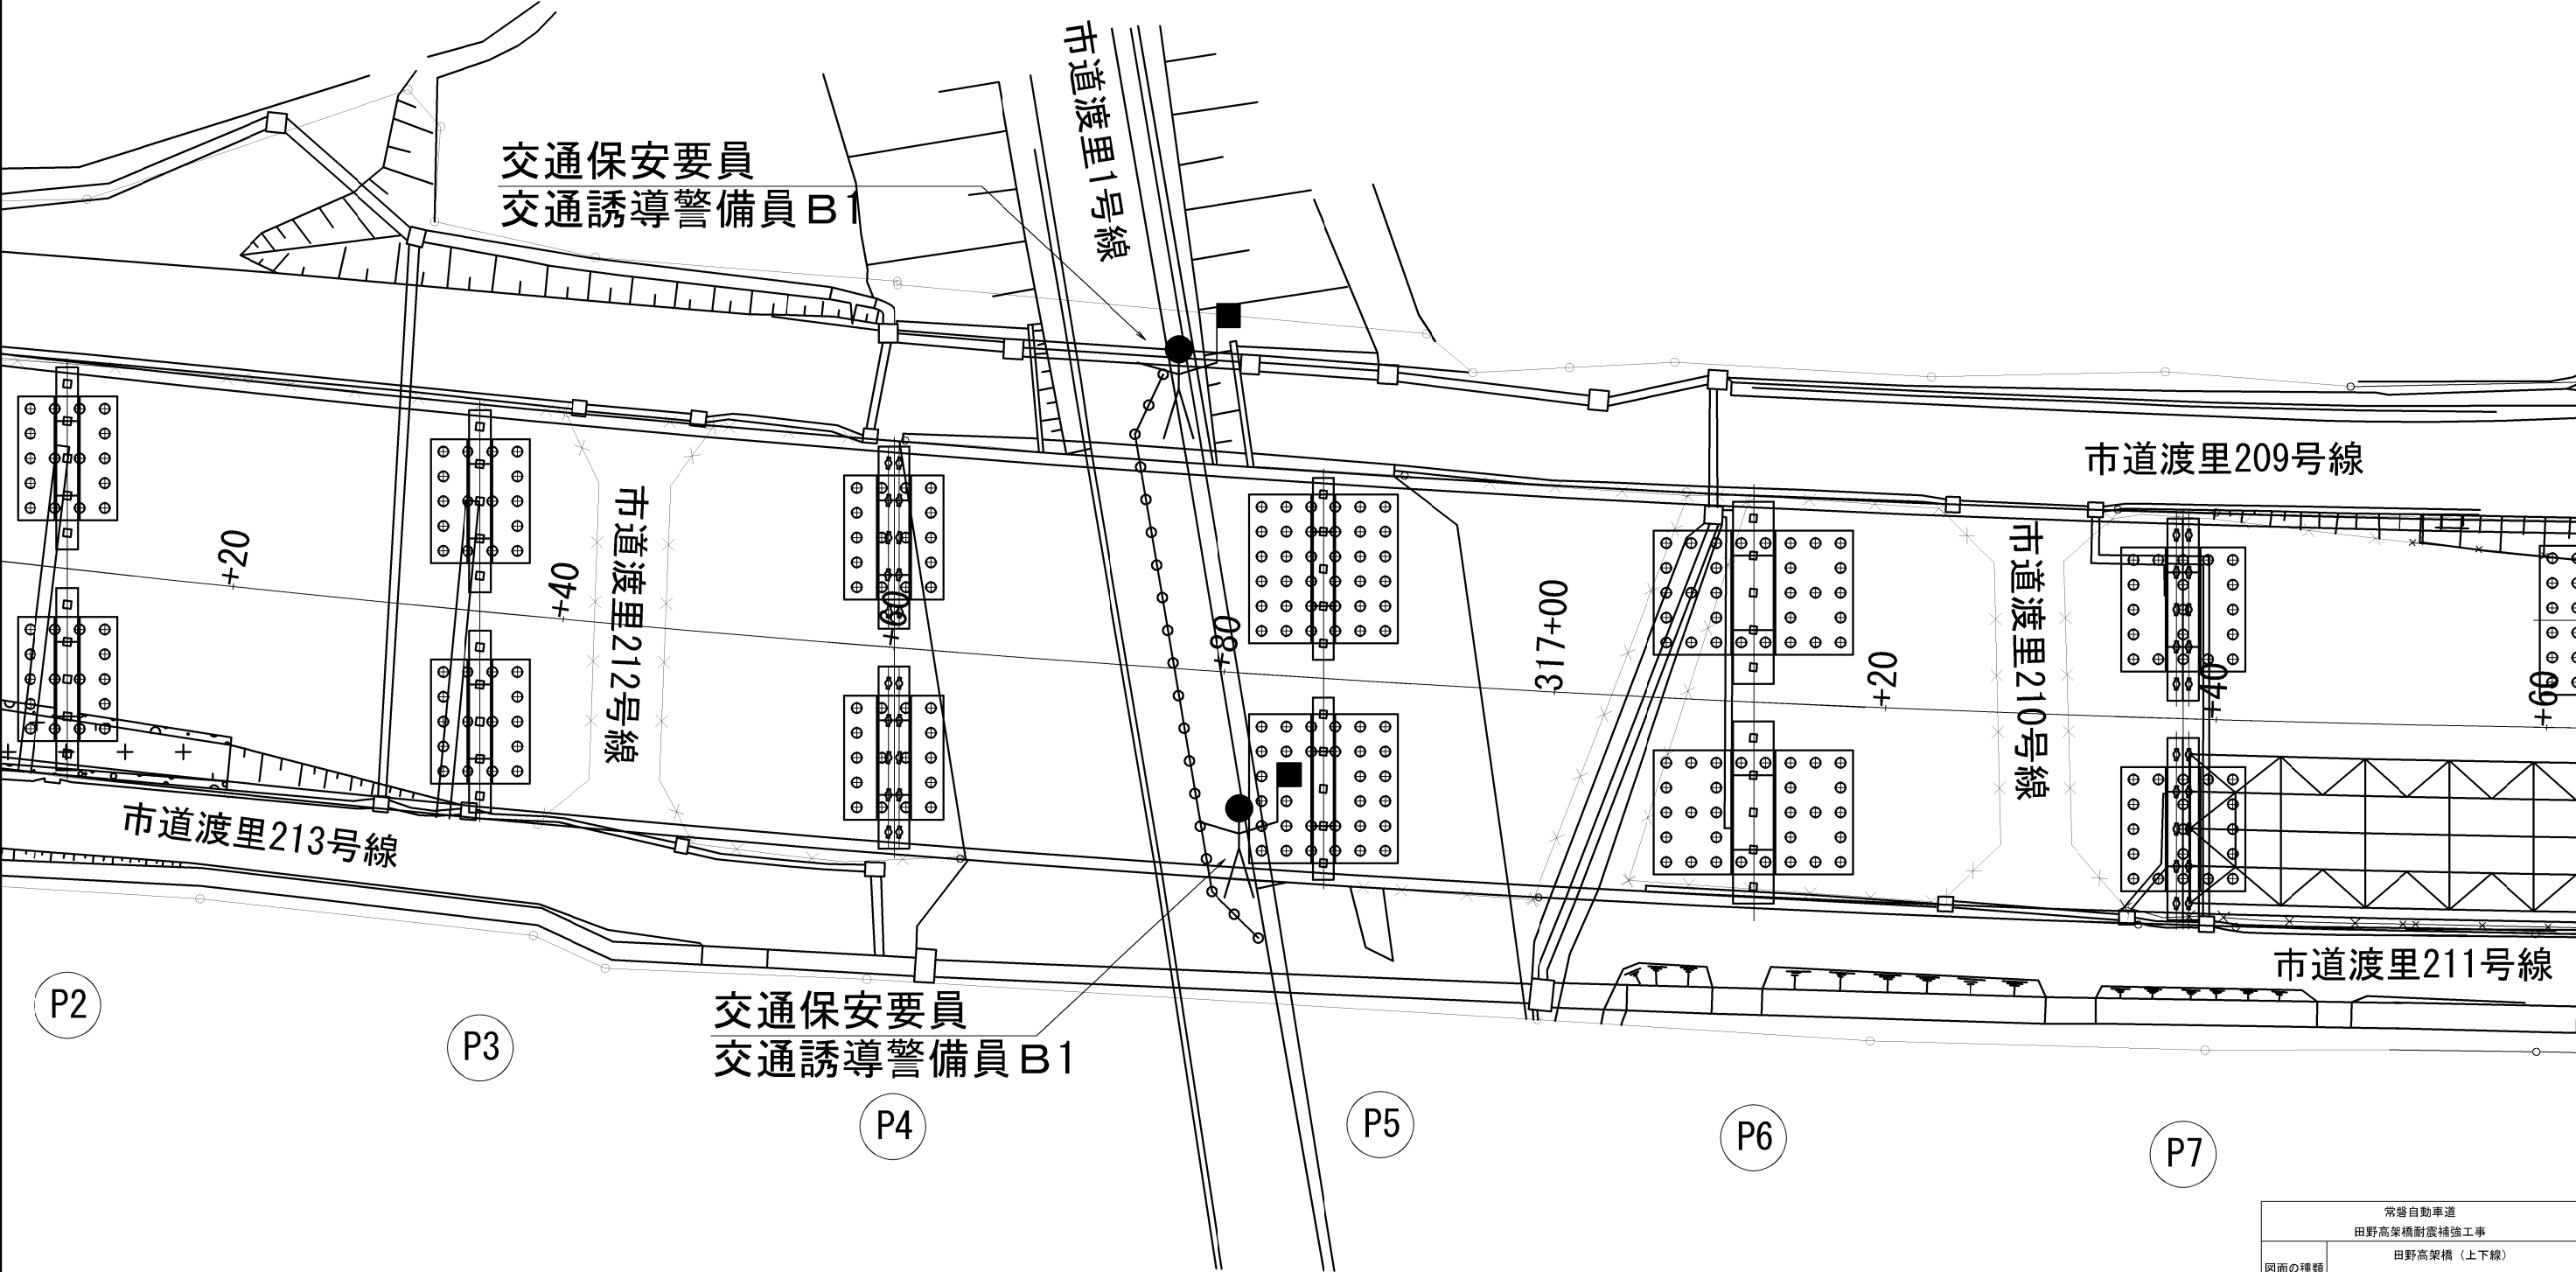 市道渡里1号線
交通保安要員
交通誘導警備員B1
市道渡里209号線
+20
+40
市道渡里212号線
+60
+80
317+00
+20
市道渡里210号線
+40
+60
市道渡里213号線
市道渡里211号線
交通保安要員
交通誘導警備員B1
P2
P3
P4
P5
P6
P7
常磐自動車道
田野高架橋耐震補強工事
田野高架橋（上下線）
図面の種類